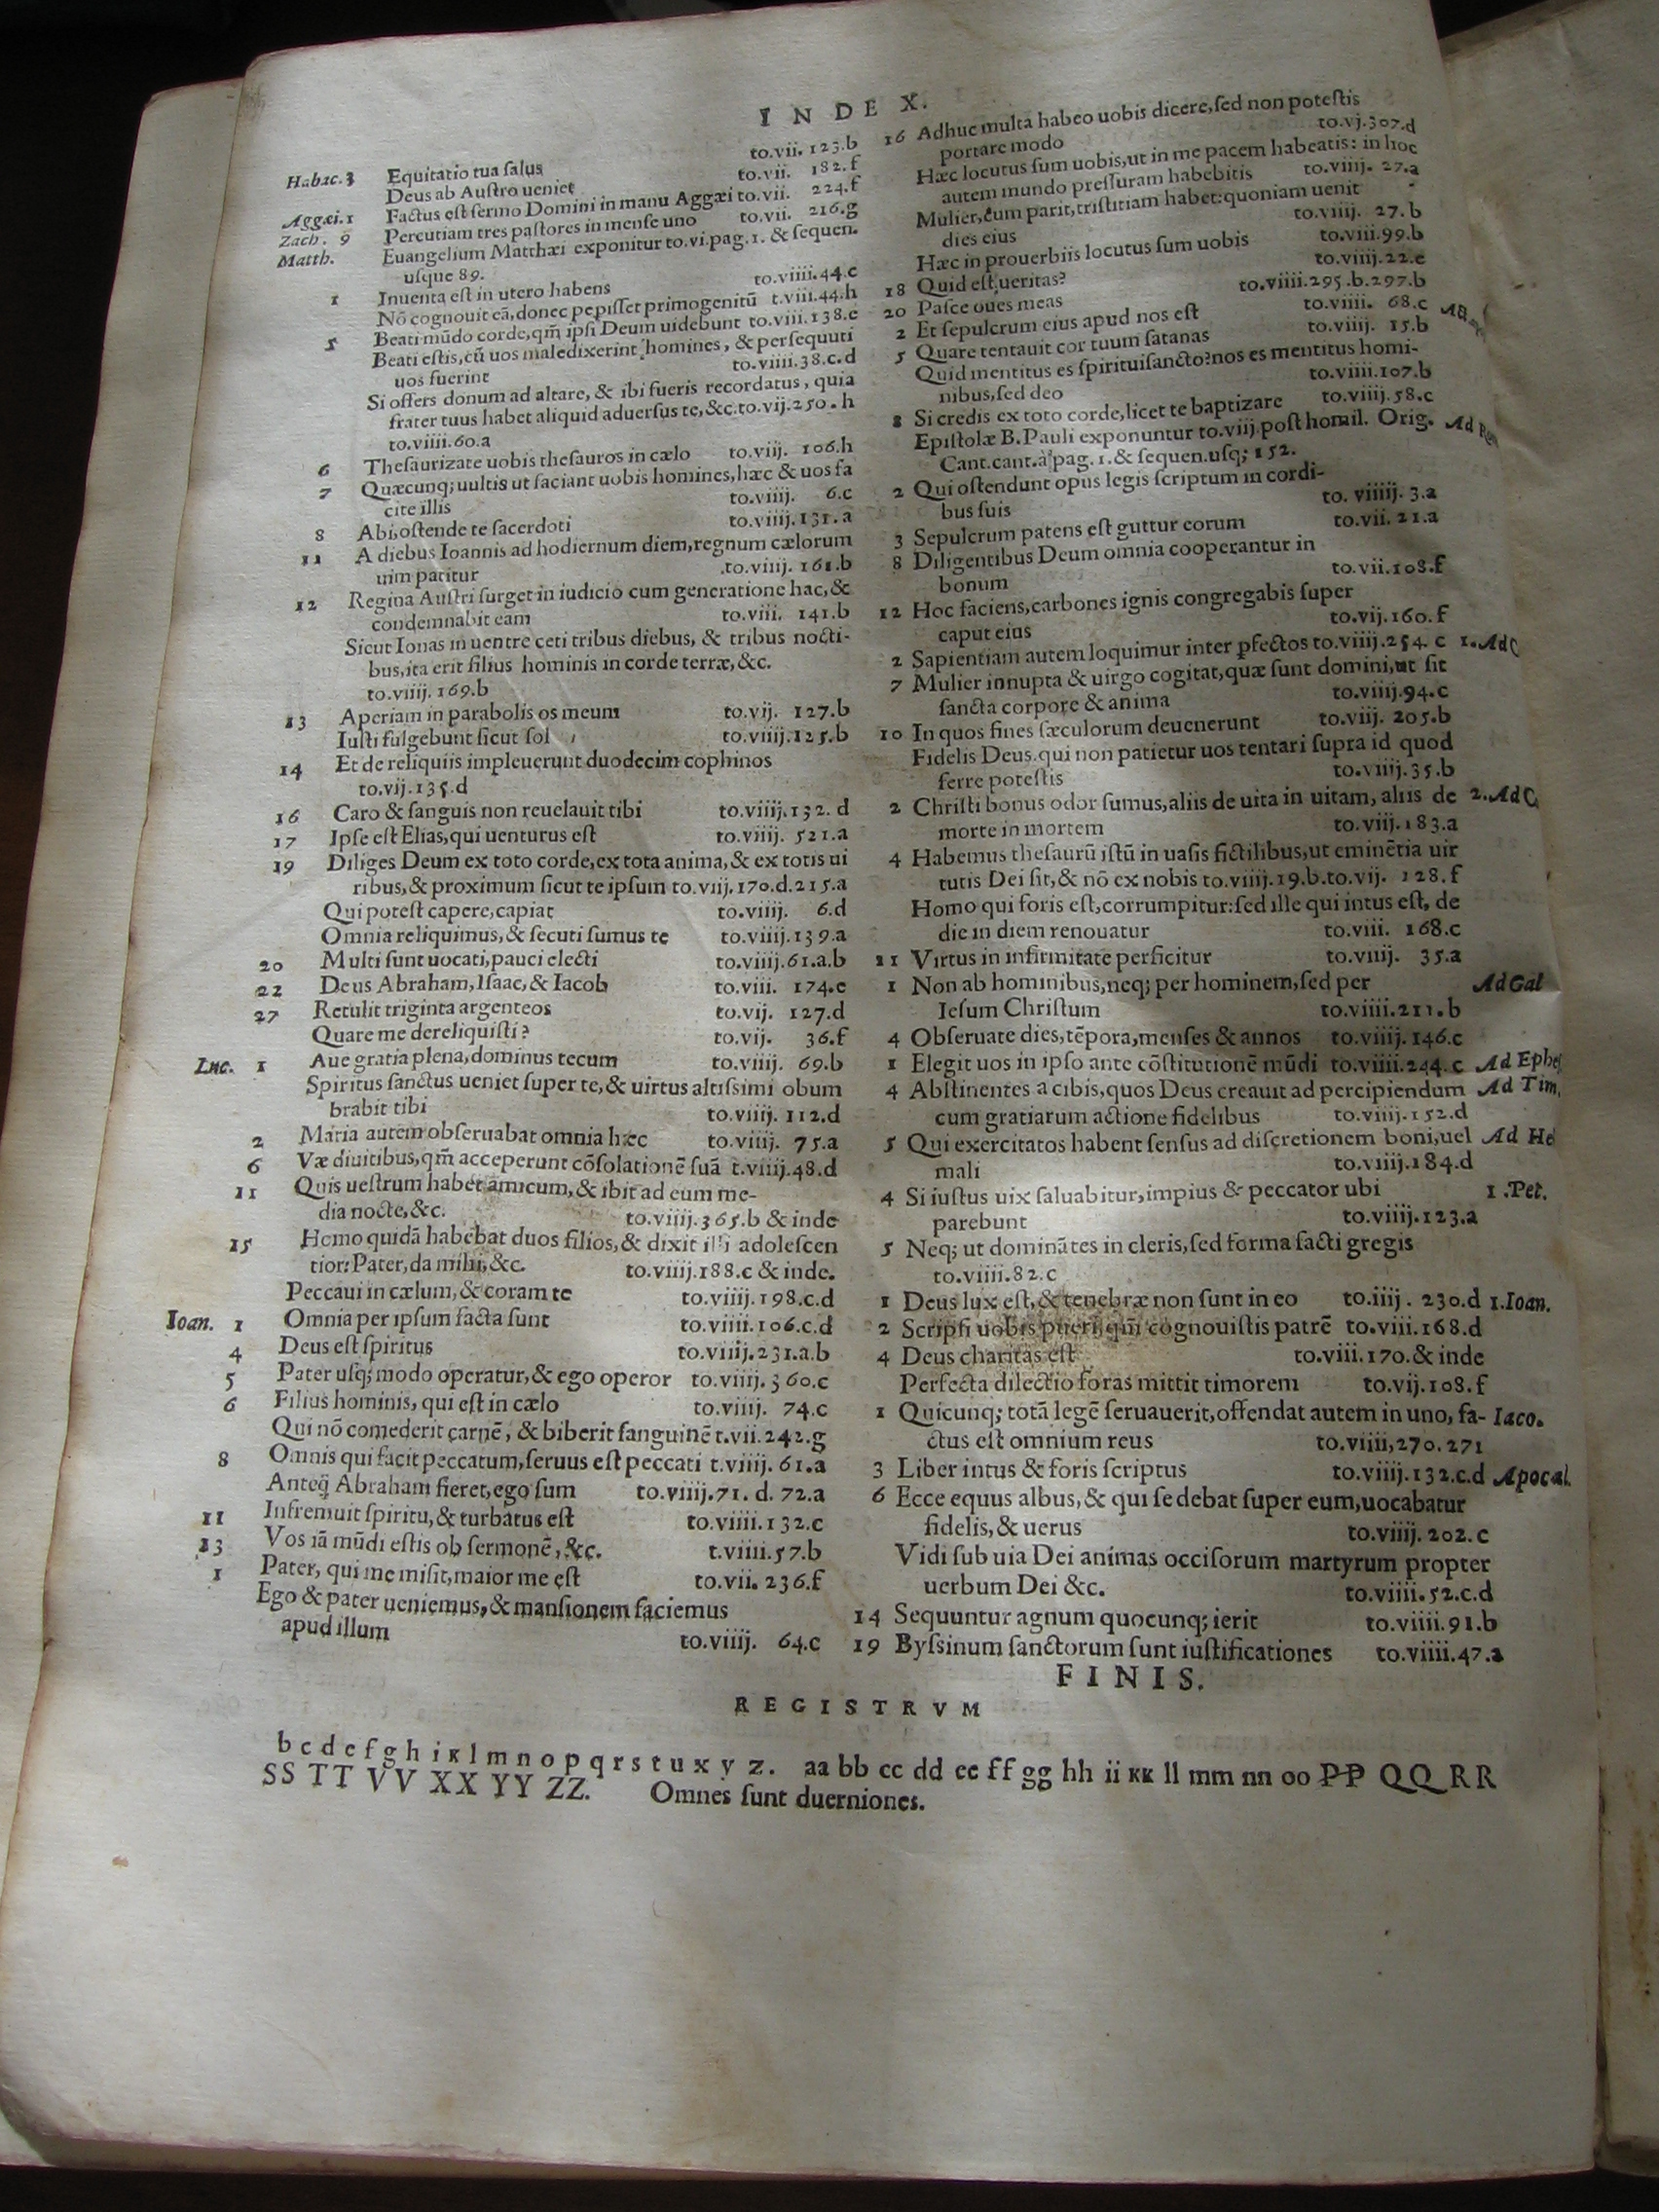 INDEX.
Habac. 3 Equitatio tua ſalus to.vii. 123.b
Deus ab Auſtro ueniet to.vii. 182.f
Aggæi. 1 Factus eſt ſermo Domini in manu Aggæi to.vii. 224.f
Zach. 9 Percutiam tres paſtores in menſe uno to.vii. 216.g
Matth. Euangelium Matthæi exponitur to.vi.pag.1. & ſequen.
uſque 89.
1 Inuenta eſt in utero habens to.viiii.44.c
Nõ cognouit eã, donec pepiſſet primogenitũ t.viii.44.h
5 Beati mũdo corde, qm̃ ipſi Deum uidebunt to.viii.138.e
Beati eſtis, cũ uos maledixerint homines, & perſequuti
uos fuerint to.viiii.38.c.d
Si offers donum ad altare, & ibi fueris recordatus, quia
frater tuus habet aliquid aduerſus te, &c.to.vij.250.h
to.viiii.60.a
6 Theſaurizate uobis theſauros in cælo to.viij. 106.h
7 Quæcunq; uultis ut faciant uobis homines, hæc & uos fa
cite illis to.viiij. 6.c
8 Abi, oſtende te ſacerdoti to.viiij.131.a
11 A diebus Ioannis ad hodiernum diem, regnum cælorum
uim patitur to.viiij. 161.b
12 Regina Auſtri ſurget in iudicio cum generatione hac, &
condemnabit eam to.viii. 141.b
Sicut Ionas in uentre ceti tribus diebus, & tribus nocti-
bus, ita erit filius hominis in corde terræ, &c.
to.viiij. 169.b
13 Aperiam in parabolis os meum to.vij. 127.b
Iuſti fulgebunt ſicut ſol to.viiij.125.b
14 Et de reliquiis impleuerunt duodecim cophinos
to.vij.135.d
16 Caro & ſanguis non reuelauit tibi to.viiij.132. d
17 Ipſe eſt Elias, qui uenturus eſt to.viiij. 521.a
19 Diliges Deum ex toto corde, ex tota anima, & ex totis ui
ribus, & proximum ſicut te ipſum to.viij.170.d.215.a
Qui poteſt capere, capiat to.viiij. 6.d
Omnia reliquimus, & ſecuti ſumus te to.viiij.139.a
20 Multi ſunt uocati, pauci electi to.viiij.61.a.b
22 Deus Abraham, Iſaac, & Iacob to.viii. 174.e
27 Retulit triginta argenteos to.vij. 127.d
Quare me dereliquiſti? to.vij. 36.f
Luc. 1 Aue gratia plena, dominus tecum to.viiij. 69.b
Spiritus ſanctus ueniet ſuper te, & uirtus altiſsimi obum
brabit tibi to.viiij. 112.d
2 Maria autem obſeruabat omnia hæc to.viiij. 75.a
6 Væ diuitibus, qm̃ acceperunt cõſolationẽ ſuã t.viiij.48.d
11 Quis ueſtrum habet amicum, & ibit ad eum me-
dia nocte, &c. to.viiij.365.b & inde
15 Homo quidã habebat duos filios, & dixit illi adoleſcen
tior: Pater, da mihi, &c. to.viiij.188.c & inde.
Peccaui in cælum, & coram te to.viiij.198.c.d
Ioan. 1 Omnia per ipſum facta ſunt to.viiii.106.c.d
4 Deus eſt ſpiritus to.viiij.231.a.b
5 Pater uſq; modo operatur, & ego operor to.viiij.360.c
6 Filius hominis, qui eſt in cælo to.viiij. 74.c
Qui nõ comederit carnẽ, & biberit ſanguinẽ t.vii.242.g
8 Omnis qui facit peccatum, ſeruus eſt peccati t.viiij. 61.a
Anteq̃ Abraham fieret, ego ſum to.viiij.71. d. 72.a
11 Infremuit ſpiritu, & turbatus eſt to.viiii.132.c
13 Vos iã mũdi eſtis ob ſermonẽ, &c. t.viiii.57.b
1 Pater, qui me miſit, maior me eſt to.vii. 236.f
Ego & pater ueniemus, & manſionem faciemus
apud illum to.viiij. 64.c
16 Adhuc multa habeo uobis dicere, ſed non poteſtis
portare modo to.vj.307.d
Hæc locutus ſum uobis, ut in me pacem habeatis: in hoc
autem mundo preſſuram habebitis to.viiij. 27.a
Mulier, cum parit, triſtitiam habet: quoniam uenit
dies eius to.viiij. 27.b
Hæc in prouerbiis locutus ſum uobis to.viii.99.b
18 Quid eſt ueritas? to.viiij.22.e
20 Paſce oues meas to.viiii.295.b.297.b
2 Et ſepulcrum eius apud nos eſt to.viiii. 68.c
5 Quare tentauit cor tuum ſatanas to.viiij. 15.b
Quid mentitus es ſpirituiſancto? nos es mentitus homi-
nibus, ſed deo to.viiii.107.b
8 Si credis ex toto corde, licet te baptizare to.viiij.58.c
Epiſtolæ B. Pauli exponuntur to.viij poſt homil. Orig. Ad Rom
Cant.cant.à pag. 1. & ſequen.uſq; 152.
2 Qui oſtendunt opus legis ſcriptum in cordi-
bus ſuis to. viiiij. 3.a
3 Sepulcrum patens eſt guttur eorum to.vii. 21.a
8 Diligentibus Deum omnia cooperantur in
bonum to.vii.108.f
12 Hoc faciens, carbones ignis congregabis ſuper
caput eius to.vij.160.f
2 Sapientiam autem loquimur inter ꝑfectos to.viiij.254. c 1.Ad C
7 Mulier innupta & uirgo cogitat, quæ ſunt domini, ut ſit
ſancta corpore & anima to.viiij.94.c
10 In quos fines ſæculorum deuenerunt to.viij. 205.b
Fidelis Deus, qui non patietur uos tentari ſupra id quod
ferre poteſtis to.viiij.35.b
2 Chriſti bonus odor ſumus, aliis de uita in uitam, aliis de 2.Ad C
morte in mortem to.viij.183.a
4 Habemus theſaurũ iſtũ in uaſis fictilibus, ut eminẽtia uir
tutis Dei ſit, & nõ ex nobis to.viiij.19.b.to.vij. 128.f
Homo qui foris eſt, corrumpitur: ſed ille qui intus eſt, de
die in diem renouatur to.viii. 168.c
11 Virtus in infirmitate perficitur to.viiij. 35.a
1 Non ab hominibus, neq; per hominem, ſed per Ad Gal
Ieſum Chriſtum to.viiii.211.b
4 Obſeruate dies, tẽpora, menſes & annos to.viiij.146.c
1 Elegit uos in ipſo ante cõſtitutionẽ mũdi to.viiii.244.c Ad Epheſ
4 Abſtinentes a cibis, quos Deus creauit ad percipiendum Ad Tim.
cum gratiarum actione fidelibus to.viiij.152.d
5 Qui exercitatos habent ſenſus ad diſcretionem boni, uel Ad He
mali to.viiij.184.d
4 Si iuſtus uix ſaluabitur, impius & peccator ubi 1.Pet.
parebunt to.viiij.123.a
5 Neq; ut dominãtes in cleris, ſed forma facti gregis
to.viiii.82.c
1 Deus lux eſt, & tenebræ non ſunt in eo to.iiij. 230.d 1.Ioan.
2 Scripſi uobis pueri, qm̃ cognouiſtis patrẽ to.viii.168.d
4 Deus charitas eſt to.viii.170.& inde
Perfecta dilectio foras mittit timorem to.vij.108.f
1 Quicunq; totã legẽ ſeruauerit, offendat autem in uno, fa- Iaco.
ctus eſt omnium reus to.viiii,270.271
3 Liber intus & foris ſcriptus to.viiij.132.c.d Apocal.
6 Ecce equus albus, & qui ſedebat ſuper eum, uocabatur
fidelis, & uerus to.viiij.202.c
Vidi ſub uia Dei animas occiſorum martyrum propter
uerbum Dei &c. to.viiii.52.c.d
14 Sequuntur agnum quocunq; ierit to.viiii.91.b
19 Byſsinum ſanctorum ſunt iuſtificationes to.viiii.47.a
FINIS.
REGISTRVM
b c d e f g h i k l m n o p q r s t u x y z. aa bb cc dd ee ff gg hh ii kk ll mm nn oo PP QQ RR
SS TT VV XX YY ZZ. Omnes ſunt duerniones.